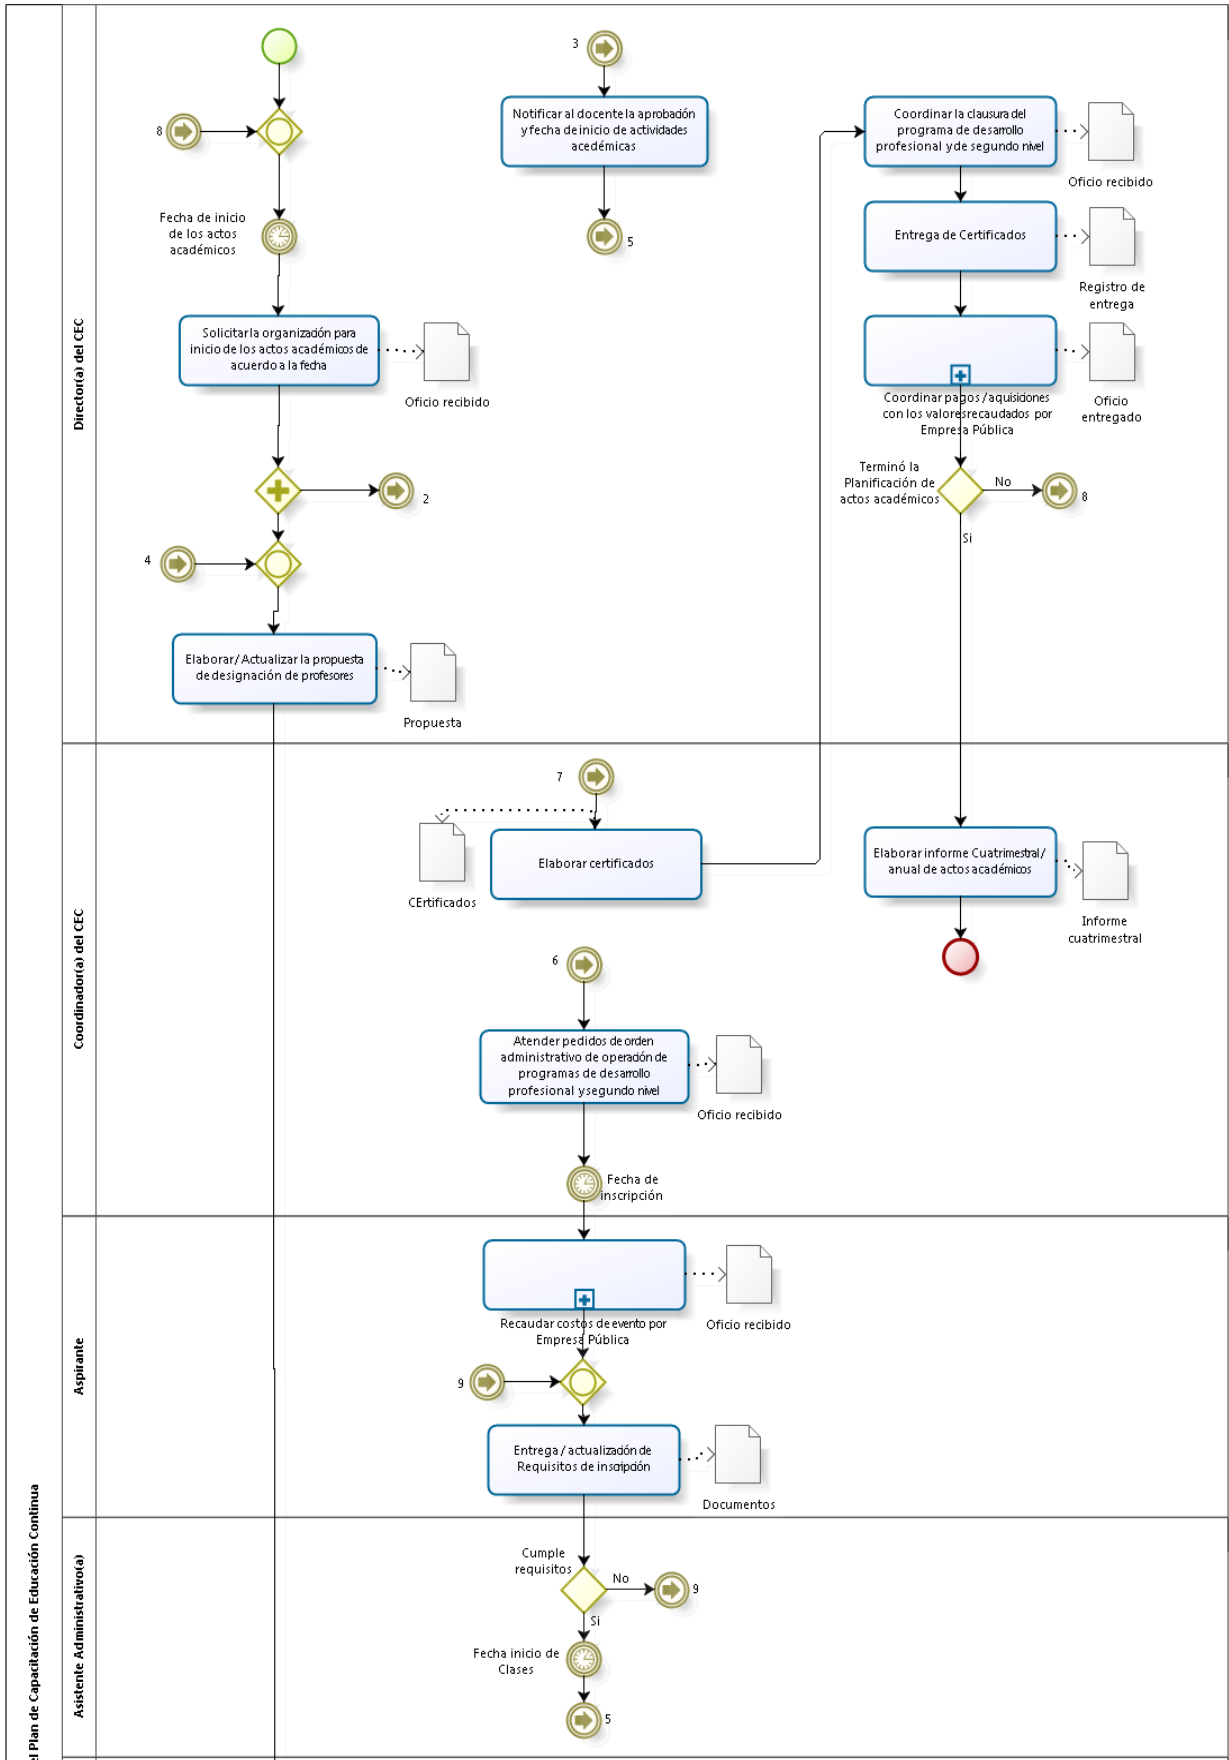 el Plan de Capacitación de Educación Continua
Director(a) del CEC
8
Fecha de inicio
de los actos
académicos
Solicitar la organización para
inicio de los actos académicos de
acuerdo a la fecha
Oficio recibido
2
4
Elaborar/ Actualizar la propuesta
de designación de profesores
Propuesta
3
Notificar al docente la aprobación
y fecha de inicio de actividades
acedémicas
5
Coordinar la clausura del
programa de desarrollo
profesional y de segundo nivel
Oficio recibido
Entrega de Certificados
Registro de
entrega
Coordinar pagos / aquisiciones
con los valores recaudados por
Empresa Pública
Oficio
entregado
Terminó la
Planificación de
actos académicos
No
8
Si
Coordinador(a) del CEC
7
CErtificados
Elaborar certificados
Elaborar informe Cuatrimestral/
anual de actos académicos
Informe
cuatrimestral
6
Atender pedidos de orden
administrativo de operación de
programas de desarrollo
profesional y segundo nivel
Oficio recibido
Fecha de
inscripción
Aspirante
Recaudar costos de evento por
Empresa Pública
Oficio recibido
9
Entrega / actualización de
Requisitos de inscripción
Documentos
Asistente Administrativo(a)
Cumple
requisitos
No
9
Si
Fecha inicio de
Clases
5